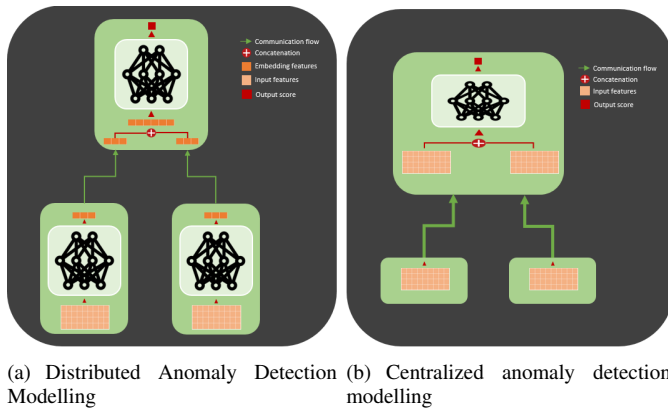 Communication flow
Concatenation
Embedding features
Input features
Output score
Communication flow
Concatenation
Input features
Output score
(a) Distributed Anomaly Detection
Modelling
(b) Centralized anomaly detection
modelling